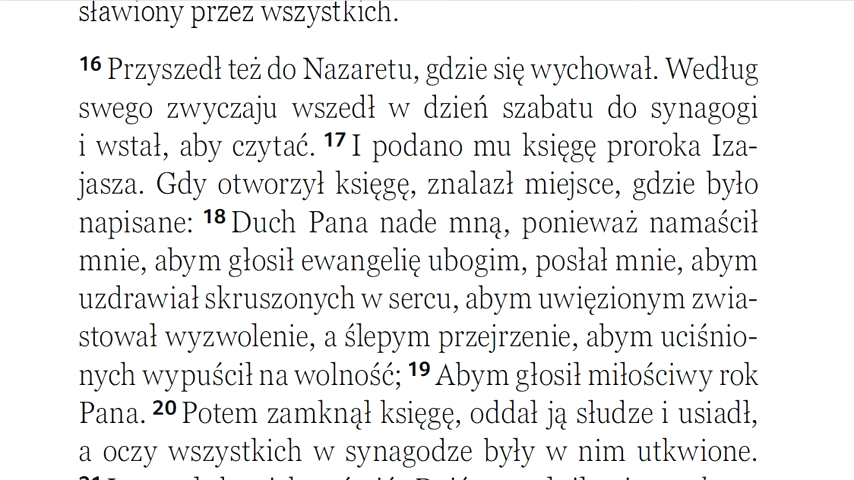 sławiony przez wszystkich.
16 Przyszedł też do Nazaretu, gdzie się wychował. Według
swego zwyczaju wszedł w dzień szabatu do synagogi
i wstał, aby czytać. 17 I podano mu księgę proroka Iza-
jasza. Gdy otworzył księgę, znalazł miejsce, gdzie było
napisane: 18 Duch Pana nade mną, ponieważ namaścił
mnie, abym głosił ewangelię ubogim, posłał mnie, abym
uzdrawiał skruszonych w sercu, abym uwięzionym zwia-
stował wyzwolenie, a ślepym przejrzenie, abym uciśnio-
nych wypuścił na wolność; 19 Abym głosił miłościwy rok
Pana. 20 Potem zamknął księgę, oddał ją słudze i usiadł,
a oczy wszystkich w synagodze były w nim utkwione.